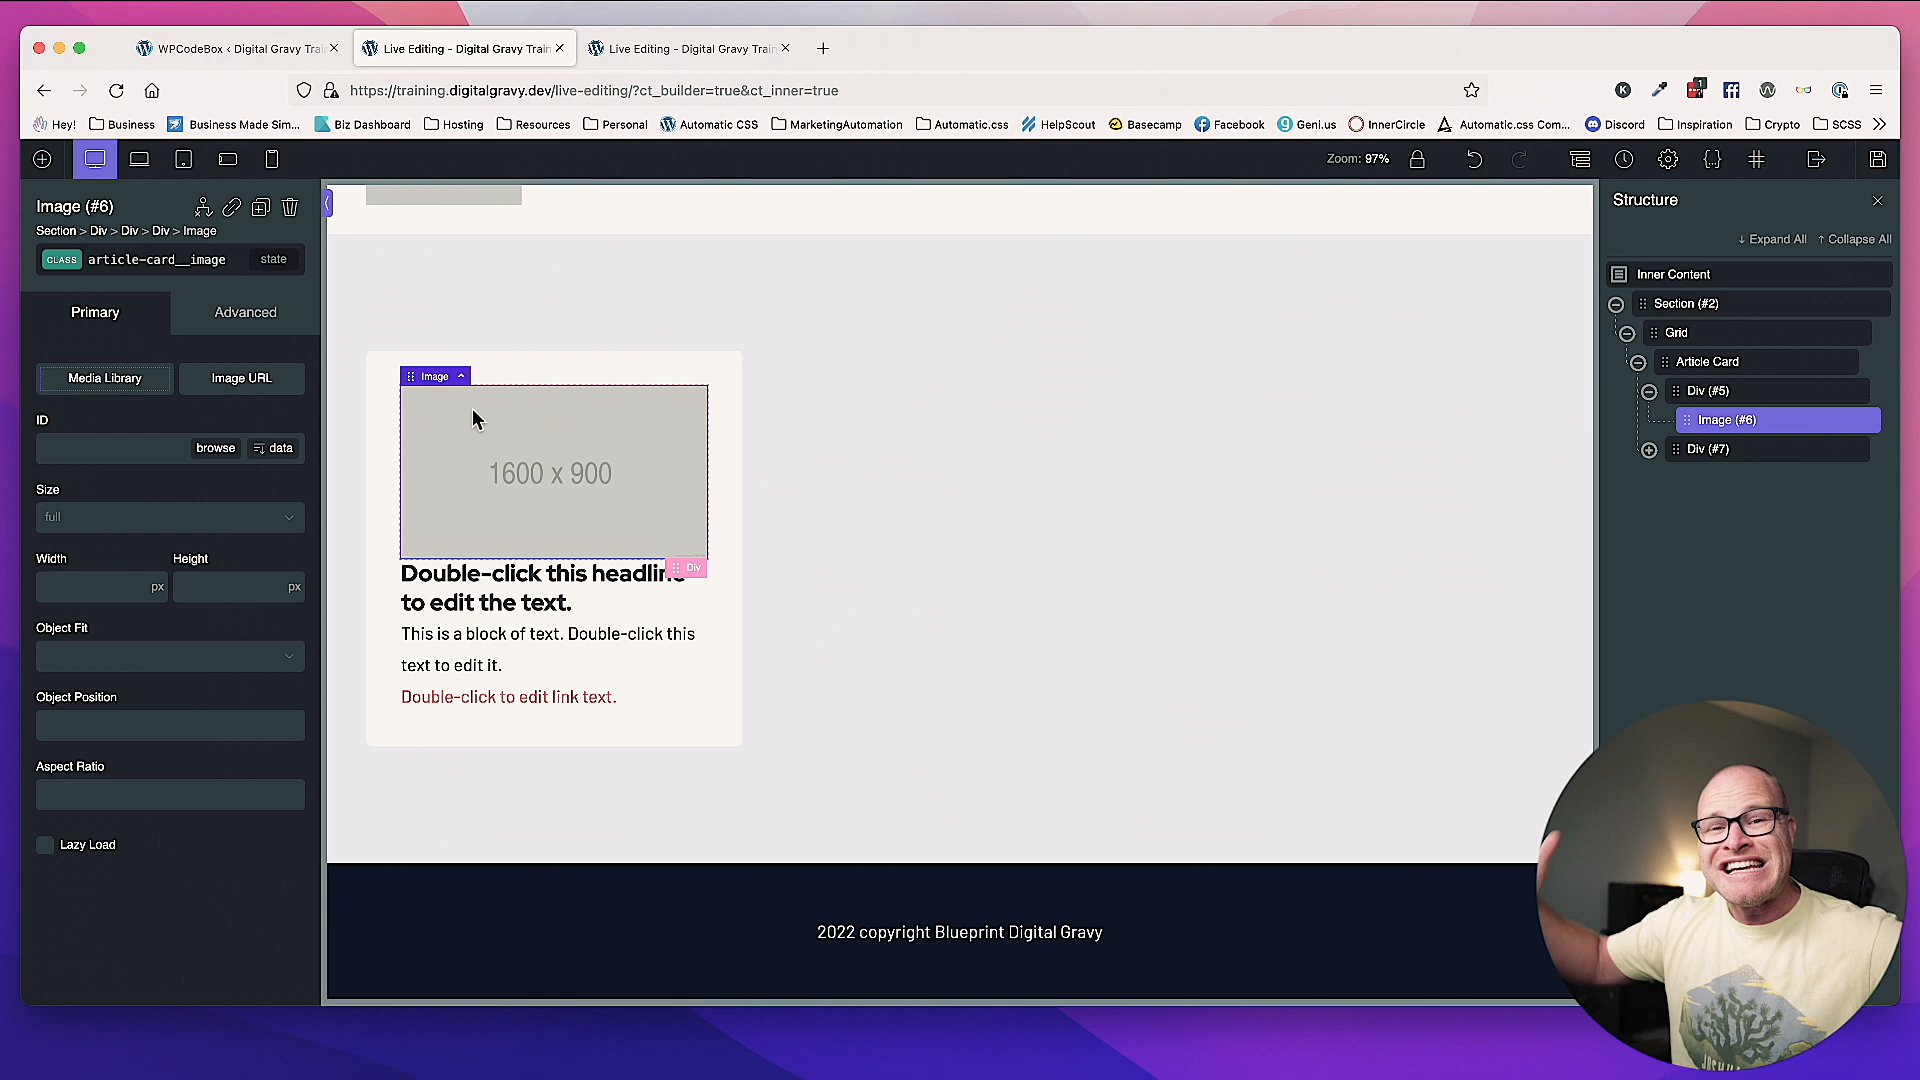 WPCodeBox ‹ Digital Gravy Trai
Live Editing - Digital Gravy Train
Live Editing - Digital Gravy Train
https://training.digitalgravy.dev/live-editing/?ct_builder=true&ct_inner=true
Hey!
Business
Business Made Sim...
Biz Dashboard
Hosting
Resources
Personal
Automatic CSS
MarketingAutomation
Automatic.css
HelpScout
Basecamp
Facebook
Geni.us
InnerCircle
Automatic.css Com...
Discord
Inspiration
Crypto
SCSS
Zoom: 97%
Image (#6)
Section > Div > Div > Div > Image
CLASS article-card__image state
Primary
Advanced
Media Library
Image URL
ID
browse
data
Size
full
Width
Height
px
px
Object Fit
Object Position
Aspect Ratio
Lazy Load
Image
1600 x 900
Div
Double-click this headline
to edit the text.
This is a block of text. Double-click this
text to edit it.
Double-click to edit link text.
2022 copyright Blueprint Digital Gravy
Structure
Expand All
Collapse All
Inner Content
Section (#2)
Grid
Article Card
Div (#5)
Image (#6)
Div (#7)